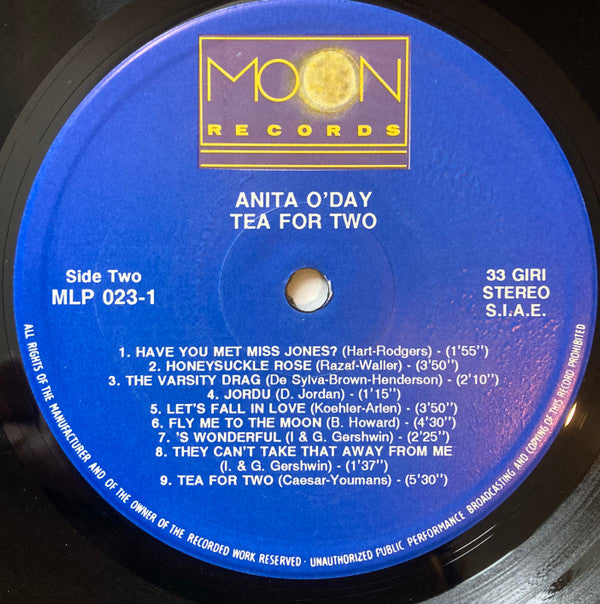 MOON
RECORDS
ANITA O'DAY
TEA FOR TWO
Side Two
MLP 023-1
33 GIRI
STEREO
S.I.A.E.
1. HAVE YOU MET MISS JONES? (Hart-Rodgers) - (1'55")
2. HONEYSUCKLE ROSE (Razaf-Waller) - (3'50")
3. THE VARSITY DRAG (De Sylva-Brown-Henderson) - (2'10")
4. JORDU (D. Jordan) - (1'15")
5. LET'S FALL IN LOVE (Koehler-Arlen) - (3'50")
6. FLY ME TO THE MOON (B. Howard) - (4'30")
7. 'S WONDERFUL (I & G. Gershwin) - (2'25")
8. THEY CAN'T TAKE THAT AWAY FROM ME
(I. & G. Gershwin) - (1'37")
9. TEA FOR TWO (Caesar-Youmans) - (5'30")
ALL RIGHTS OF THE MANUFACTURER AND OF THE OWNER OF THE RECORDED WORK RESERVED · UNAUTHORIZED PUBLIC PERFORMANCE BROADCASTING AND COPYING OF THIS RECORD PROHIBITED